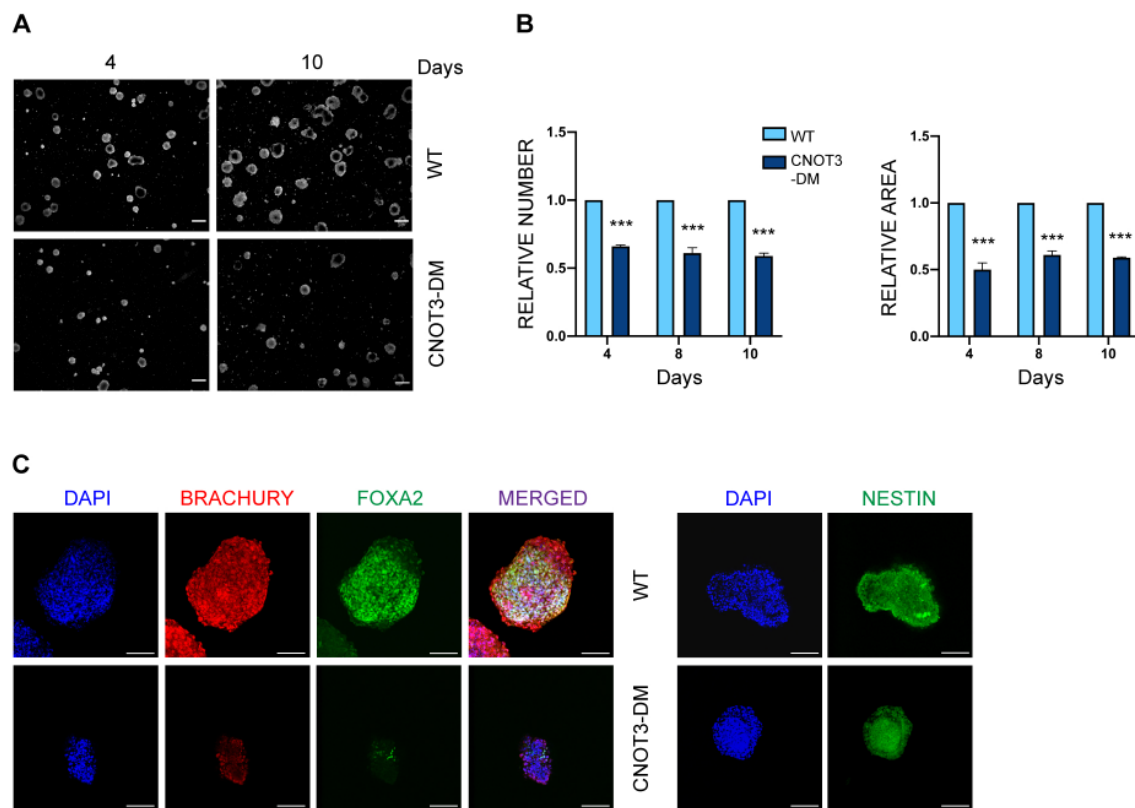 A
4 10 Days
WT
CNOT3-DM
B
RELATIVE NUMBER
1.5
1.0
0.5
0.0
*** *** ***
4 8 10
Days
WT
CNOT3
-DM
RELATIVE AREA
1.5
1.0
0.5
0.0
*** *** ***
4 8 10
Days
C
DAPI BRACHURY FOXA2 MERGED DAPI NESTIN
WT
CNOT3-DM